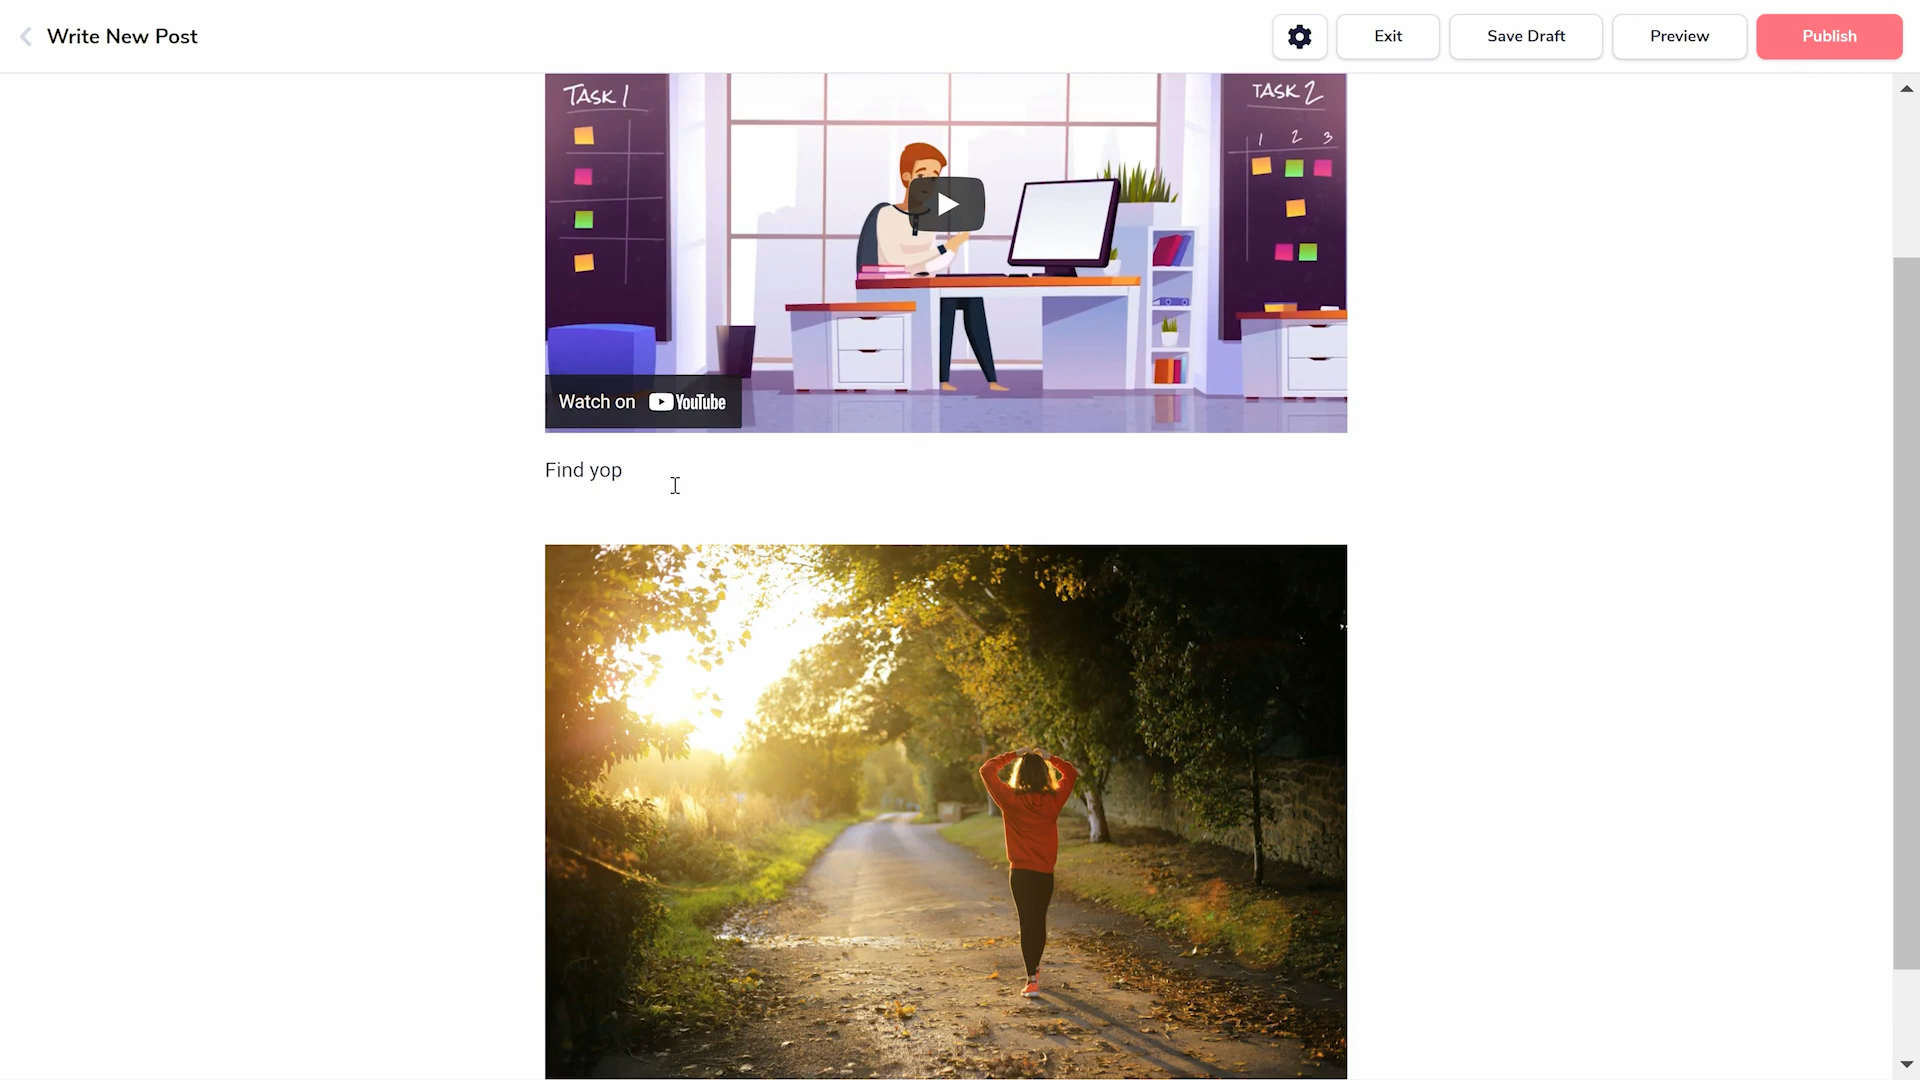 Write New Post
Exit
Save Draft
Preview
Publish
TASK 1
TASK 2
1 2 3
Watch on YouTube
Find yop